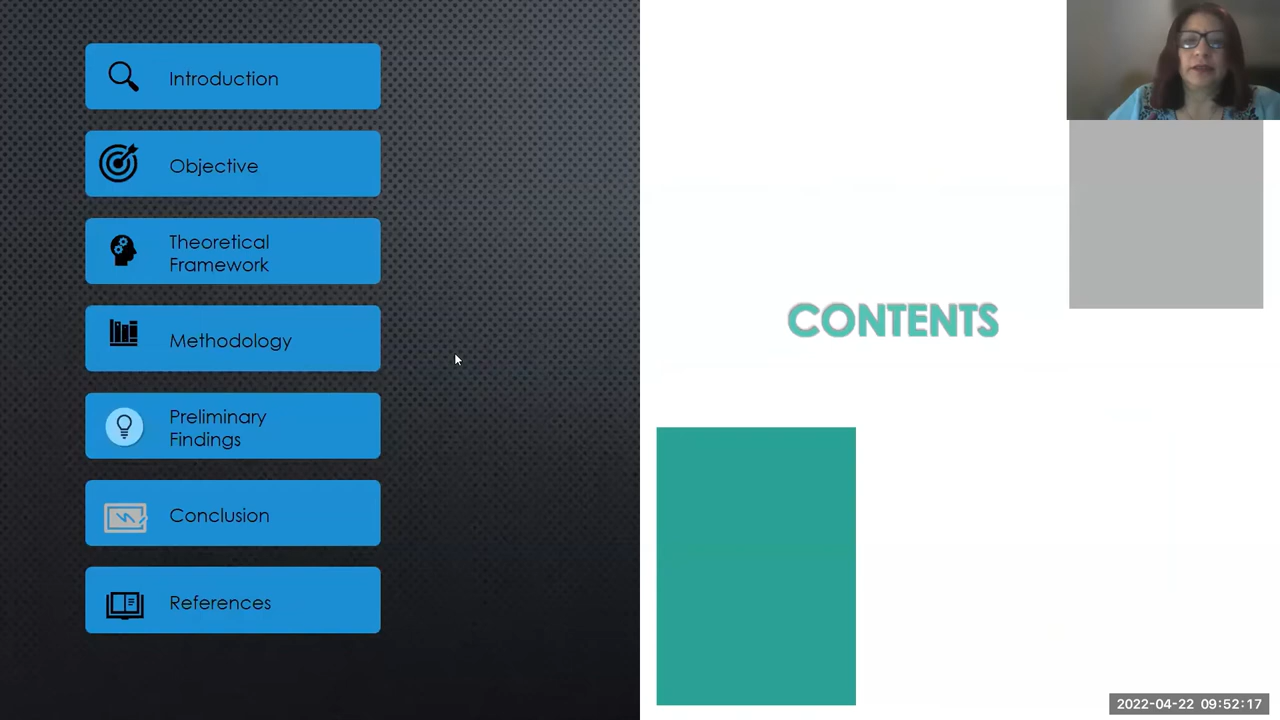 Introduction
Objective
Theoretical
Framework
Methodology
Preliminary
Findings
Conclusion
References
CONTENTS
2022-04-22 09:52:17